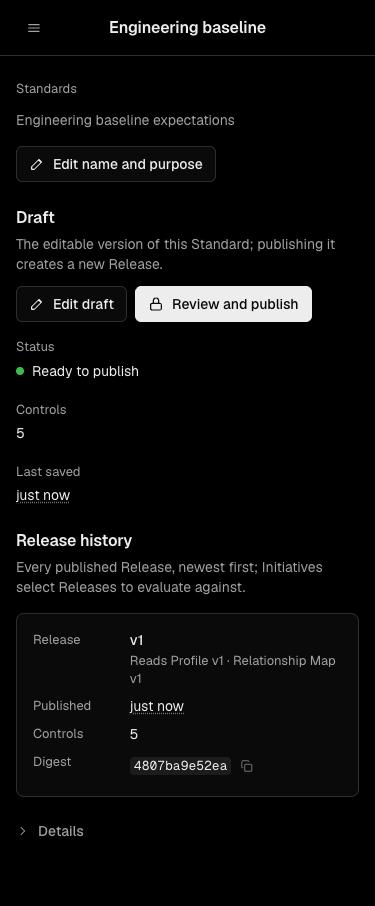 Engineering baseline
Standards
Engineering baseline expectations
Edit name and purpose
Draft
The editable version of this Standard; publishing it
creates a new Release.
Edit draft
Review and publish
Status
Ready to publish
Controls
5
Last saved
just now
Release history
Every published Release, newest first; Initiatives
select Releases to evaluate against.
Release v1
Reads Profile v1 · Relationship Map
v1
Published just now
Controls 5
Digest 4807ba9e52ea
Details